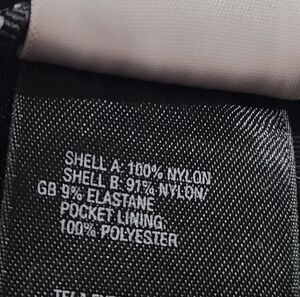 SHELL A: 100% NYLON
SHELL B: 91% NYLON/
GB 9% ELASTANE
POCKET LINING:
100% POLYESTER